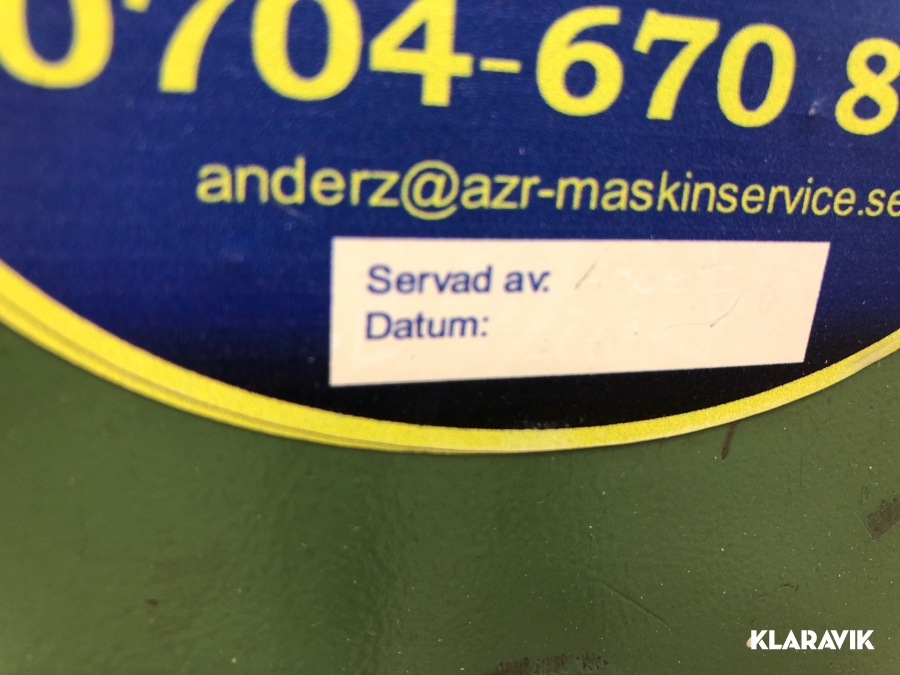 0704-670 8
anderz@azr-maskinservice.se
Servad av:
Datum:
KLARAVIK